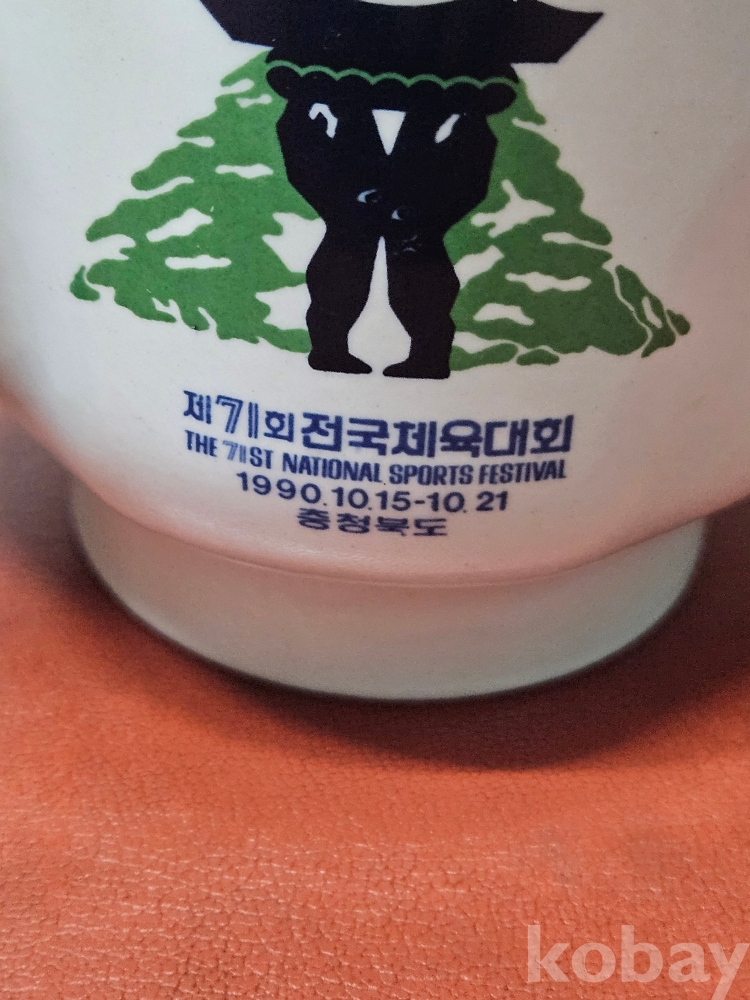 제71회 전국체육대회
THE 71ST NATIONAL SPORTS FESTIVAL
1990.10.15-10.21
충청북도
kobay